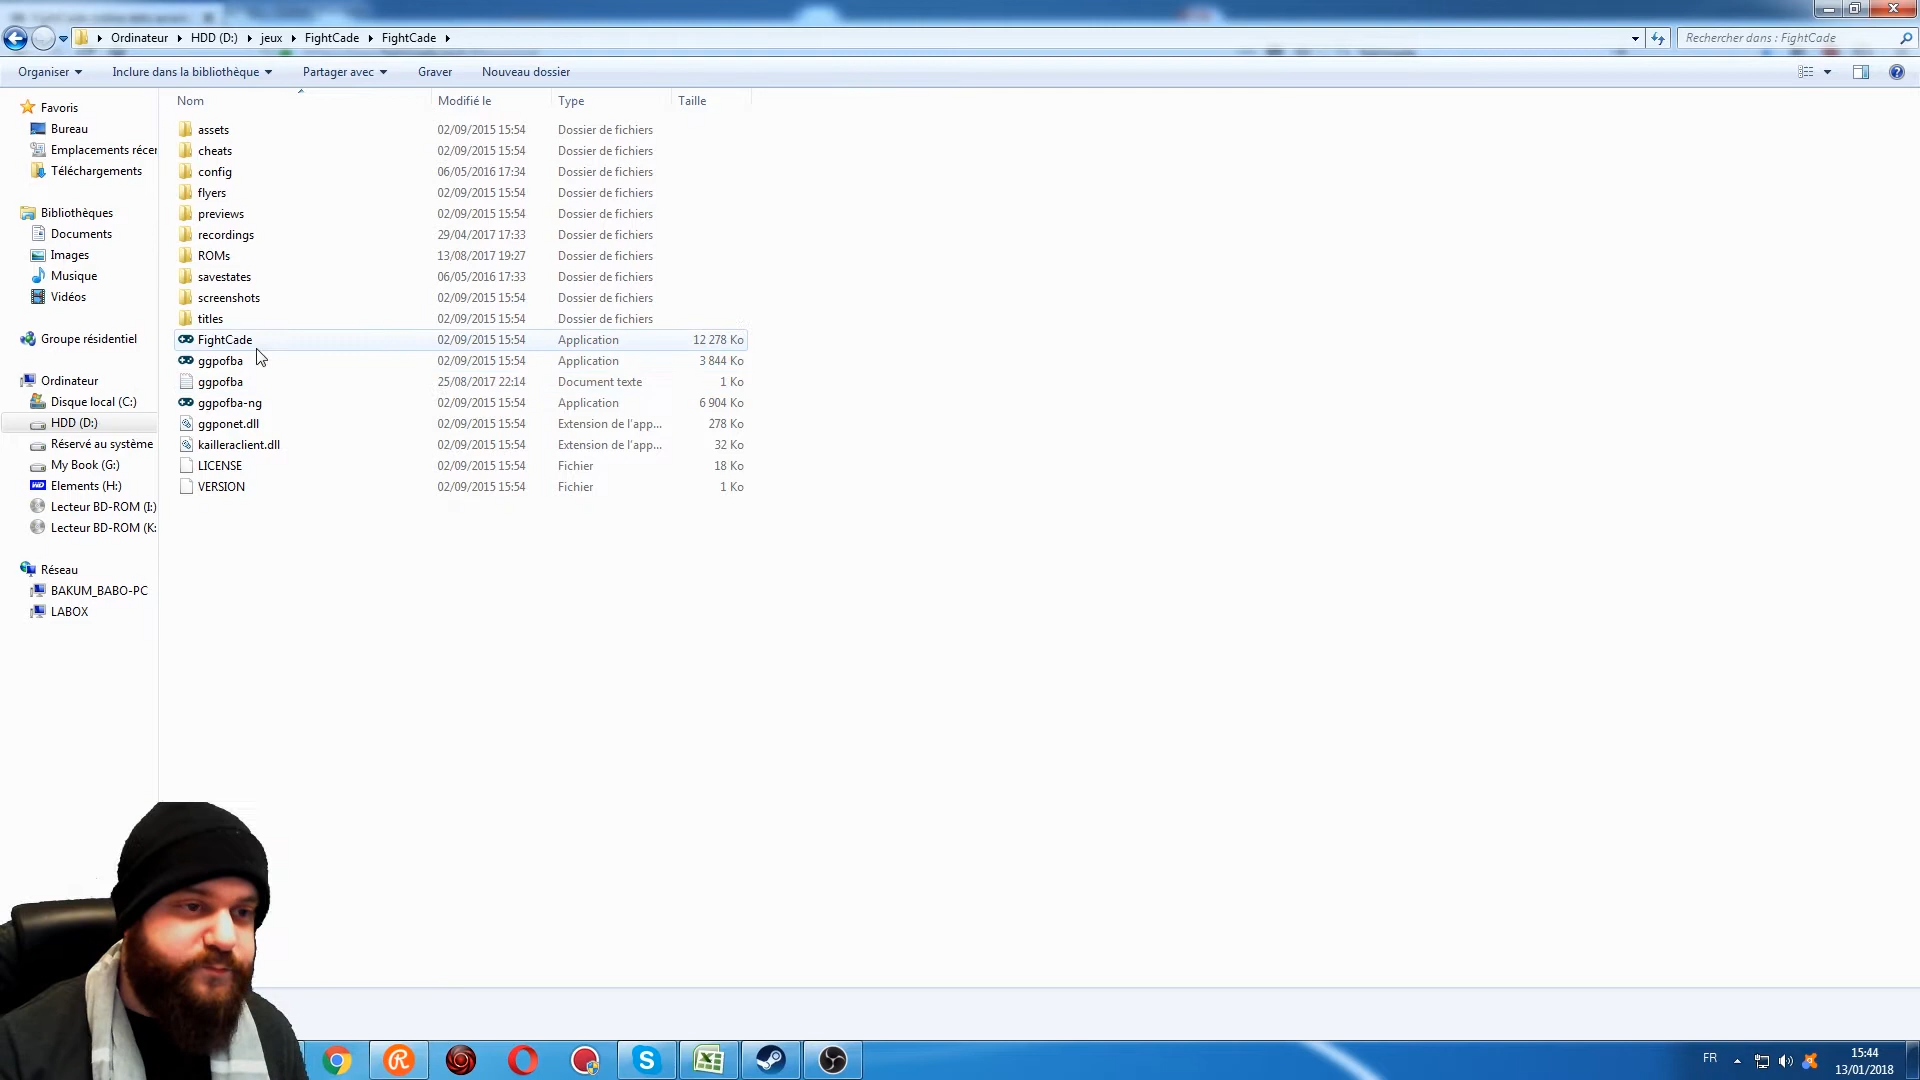 Ordinateur HDD (D:) jeux FightCade FightCade
Rechercher dans : FightCade
Organiser Inclure dans la bibliothèque Partager avec Graver Nouveau dossier
Nom Modifié le Type Taille
Favoris
Bureau
Emplacements récer
Téléchargements
Bibliothèques
Documents
Images
Musique
Vidéos
Groupe résidentiel
Ordinateur
Disque local (C:)
HDD (D:)
Réservé au système
My Book (G:)
Elements (H:)
Lecteur BD-ROM (I:)
Lecteur BD-ROM (K:
Réseau
BAKUM_BABO-PC
LABOX
assets 02/09/2015 15:54 Dossier de fichiers
cheats 02/09/2015 15:54 Dossier de fichiers
config 06/05/2016 17:34 Dossier de fichiers
flyers 02/09/2015 15:54 Dossier de fichiers
previews 02/09/2015 15:54 Dossier de fichiers
recordings 29/04/2017 17:33 Dossier de fichiers
ROMs 13/08/2017 19:27 Dossier de fichiers
savestates 06/05/2016 17:33 Dossier de fichiers
screenshots 02/09/2015 15:54 Dossier de fichiers
titles 02/09/2015 15:54 Dossier de fichiers
FightCade 02/09/2015 15:54 Application 12 278 Ko
ggpofba 02/09/2015 15:54 Application 3 844 Ko
ggpofba 25/08/2017 22:14 Document texte 1 Ko
ggpofba-ng 02/09/2015 15:54 Application 6 904 Ko
ggponet.dll 02/09/2015 15:54 Extension de l'app... 278 Ko
kailleraclient.dll 02/09/2015 15:54 Extension de l'app... 32 Ko
LICENSE 02/09/2015 15:54 Fichier 18 Ko
VERSION 02/09/2015 15:54 Fichier 1 Ko
FR
15:44
13/01/2018